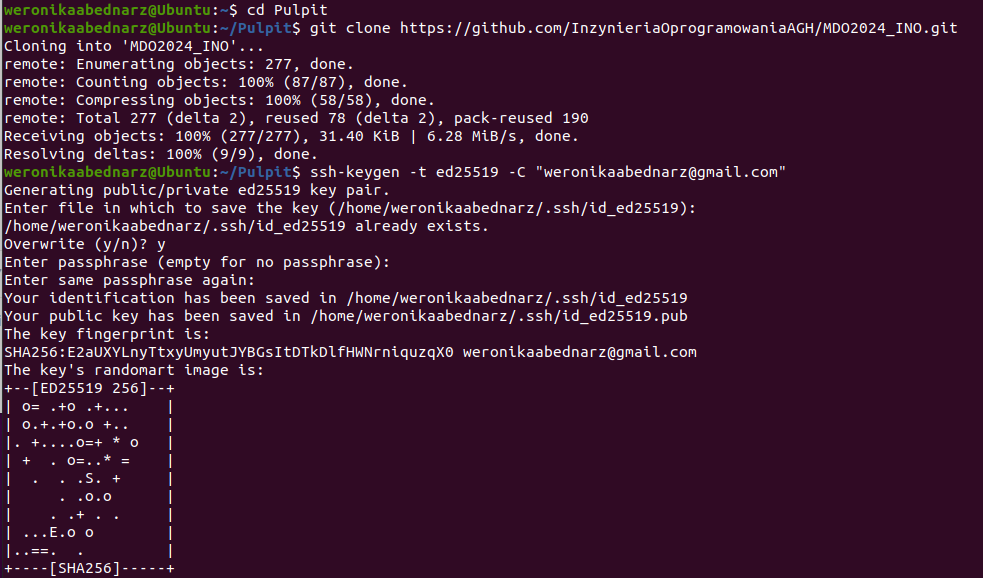 weronikaabednarz@Ubuntu:~$ cd Pulpit
weronikaabednarz@Ubuntu:~/Pulpit$ git clone https://github.com/InzynieriaOprogramowaniaAGH/MDO2024_INO.git
Cloning into 'MDO2024_INO'...
remote: Enumerating objects: 277, done.
remote: Counting objects: 100% (87/87), done.
remote: Compressing objects: 100% (58/58), done.
remote: Total 277 (delta 2), reused 78 (delta 2), pack-reused 190
Receiving objects: 100% (277/277), 31.40 KiB | 6.28 MiB/s, done.
Resolving deltas: 100% (9/9), done.
weronikaabednarz@Ubuntu:~/Pulpit$ ssh-keygen -t ed25519 -C "weronikaabednarz@gmail.com"
Generating public/private ed25519 key pair.
Enter file in which to save the key (/home/weronikaabednarz/.ssh/id_ed25519):
/home/weronikaabednarz/.ssh/id_ed25519 already exists.
Overwrite (y/n)? y
Enter passphrase (empty for no passphrase):
Enter same passphrase again:
Your identification has been saved in /home/weronikaabednarz/.ssh/id_ed25519
Your public key has been saved in /home/weronikaabednarz/.ssh/id_ed25519.pub
The key fingerprint is:
SHA256:E2aUXYLnyTtxyUmyutJYBGsItDTkDlfHWNrniquzqX0 weronikaabednarz@gmail.com
The key's randomart image is:
+--[ED25519 256]--+
| o= .+o .+...    |
| o.+.+o.o +..    |
|. +....o=+ * o   |
| +  . o=..* =    |
|  .  . .S. +     |
|      . .o.o     |
|     . .+ . .    |
| ...E.o o        |
|..==.  .         |
+----[SHA256]-----+